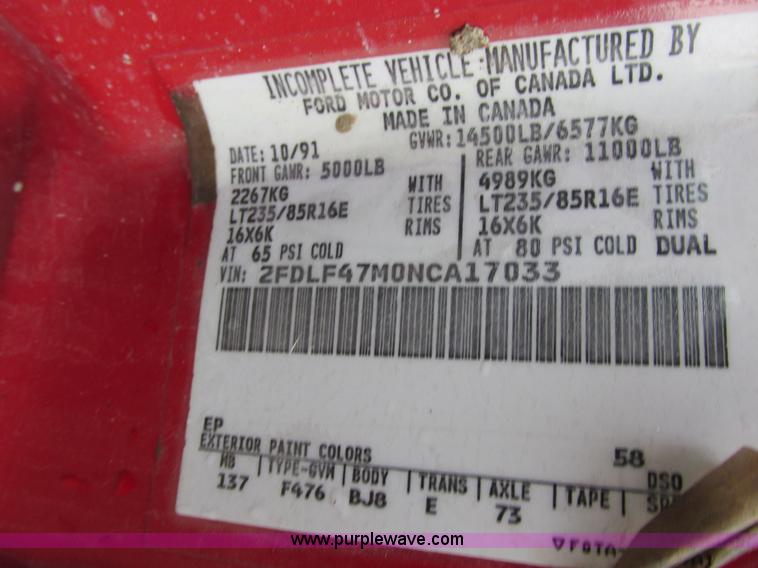 INCOMPLETE VEHICLE MANUFACTURED BY
FORD MOTOR CO. OF CANADA LTD.
MADE IN CANADA
DATE: 10/91 GVWR: 14500LB/6577KG
FRONT GAWR: 5000LB REAR GAWR: 11000LB
2267KG WITH 4989KG WITH
LT235/85R16E TIRES LT235/85R16E TIRES
16X6K RIMS 16X6K RIMS
AT 65 PSI COLD AT 80 PSI COLD DUAL
VIN: 2FDLF47M0NCA17033
EP 58
EXTERIOR PAINT COLORS DSO
WB TYPE-GVM BODY TRANS AXLE TAPE
137 F476 BJ8 E 73
www.purplewave.com